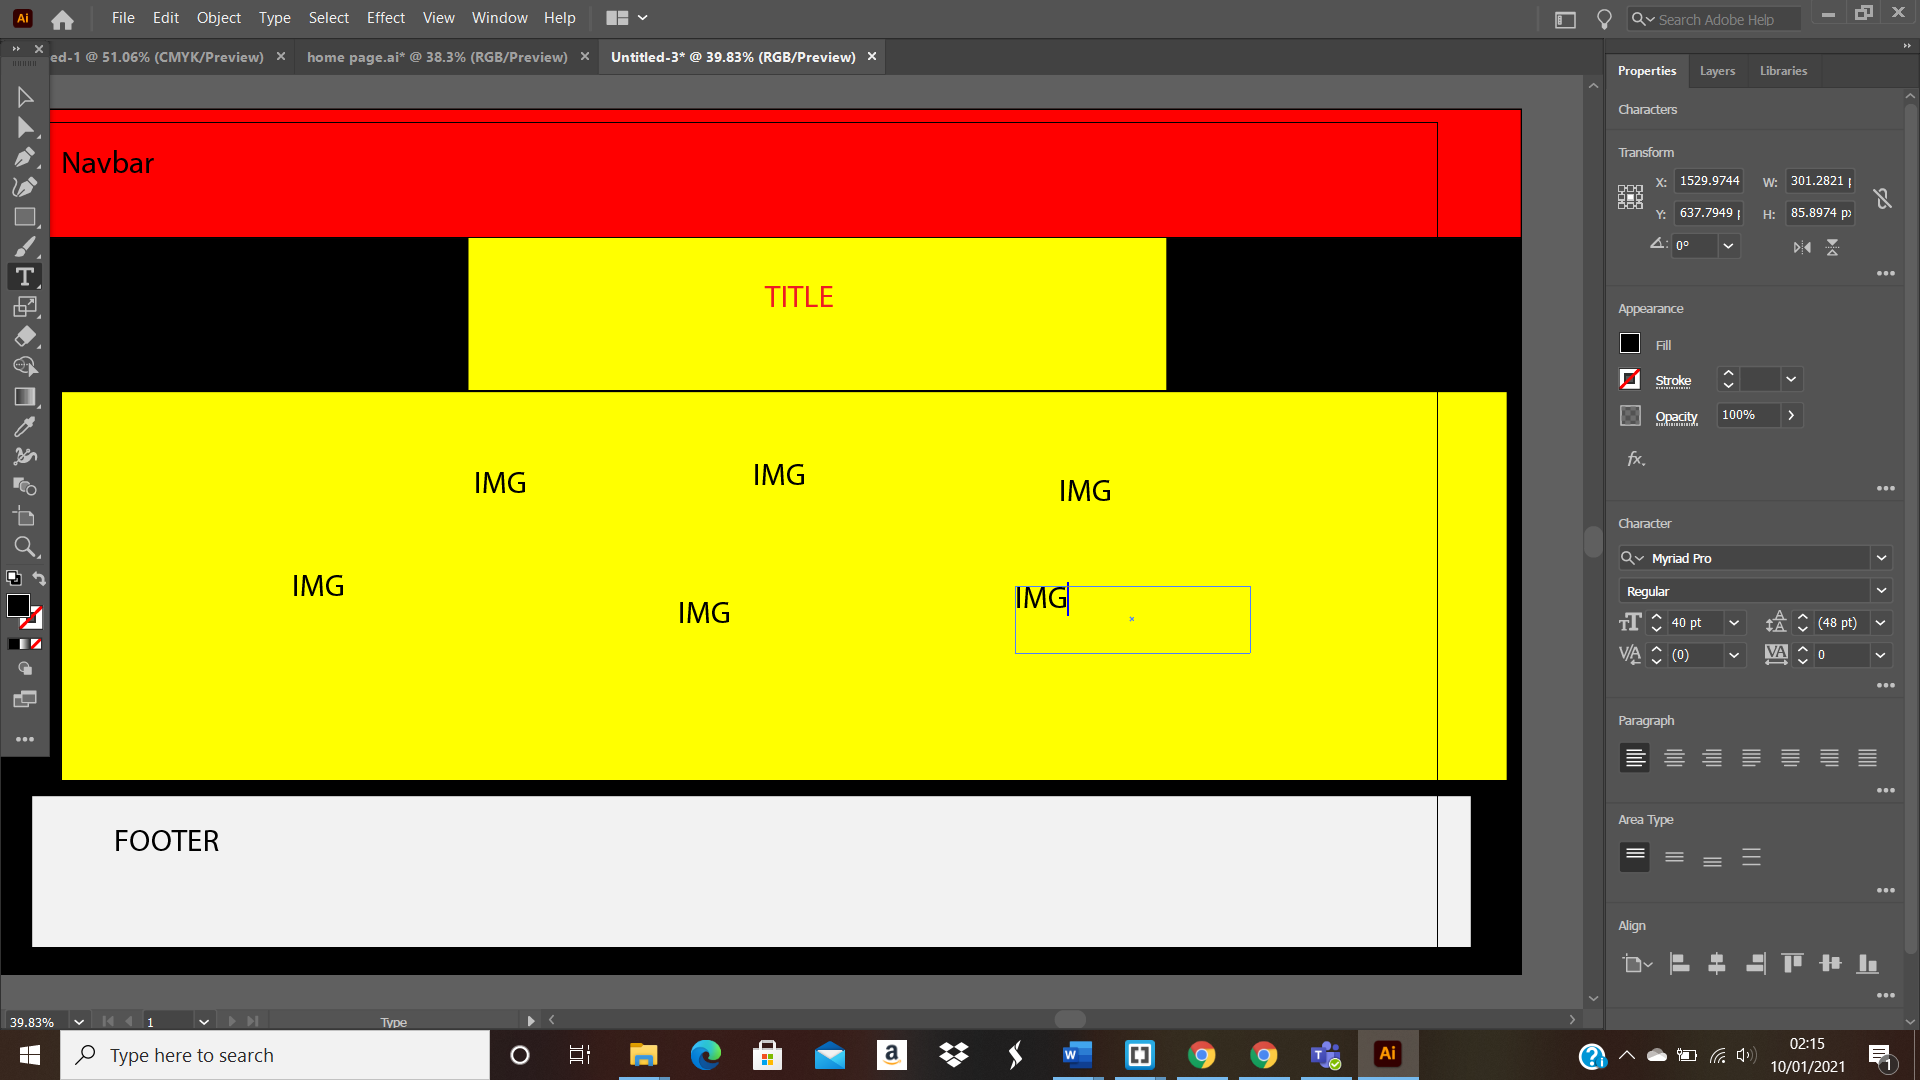 Ai File Edit Object Type Select Effect View Window Help Search Adobe Help
ed-1 @ 51.06% (CMYK/Preview) home page.ai* @ 38.3% (RGB/Preview) Untitled-3* @ 39.83% (RGB/Preview)
Properties Layers Libraries
Characters
Transform
X: 1529.9744 W: 301.2821 p
Y: 637.7949 p H: 85.8974 px
0°
Appearance
Fill
Stroke
Opacity 100%
fx.
Character
Myriad Pro
Regular
40 pt (48 pt)
(0) 0
Paragraph
Area Type
Align
Navbar
TITLE
IMG IMG IMG
IMG IMG IMG
FOOTER
39.83% 1 Type
Type here to search
02:15
10/01/2021
1